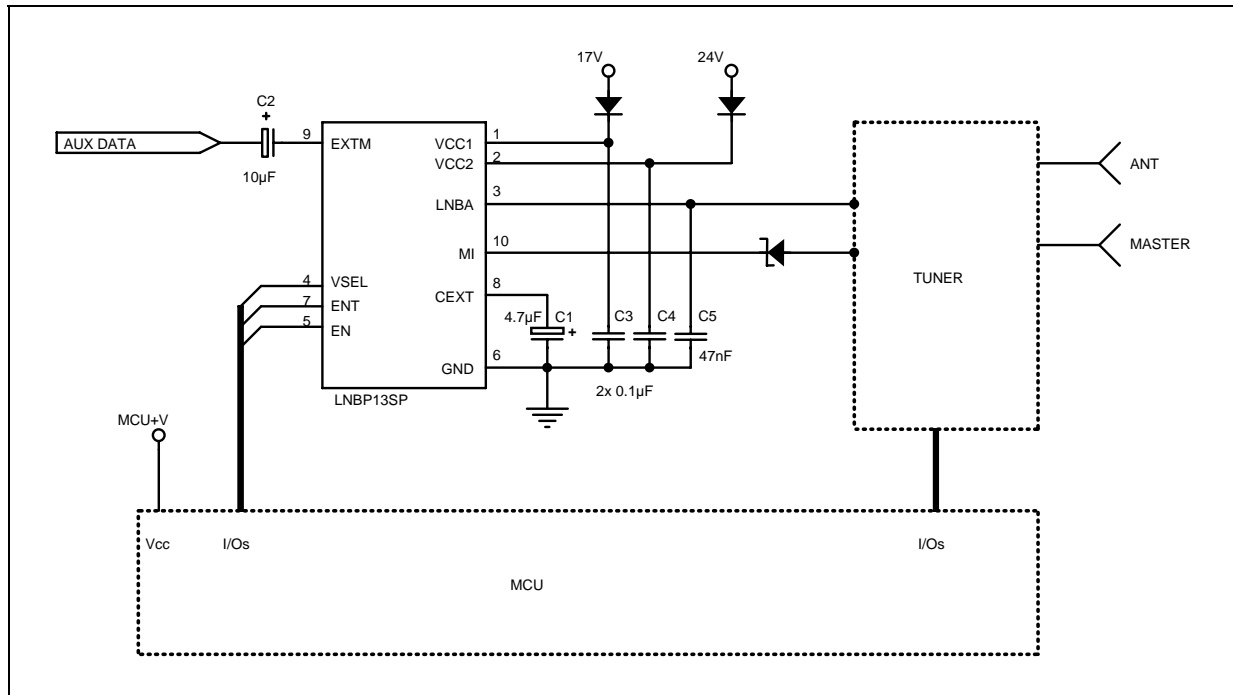 17V
24V
C2
+
AUX DATA
9
EXTM
VCC1
1
VCC2
2
10µF
LNBA
3
MI
10
ANT
MASTER
TUNER
4
VSEL
7
ENT
5
EN
CEXT
8
4.7µF
C1
+
C3
C4
C5
47nF
GND
6
2x 0.1µF
LNBP13SP
MCU+V
Vcc
I/Os
I/Os
MCU